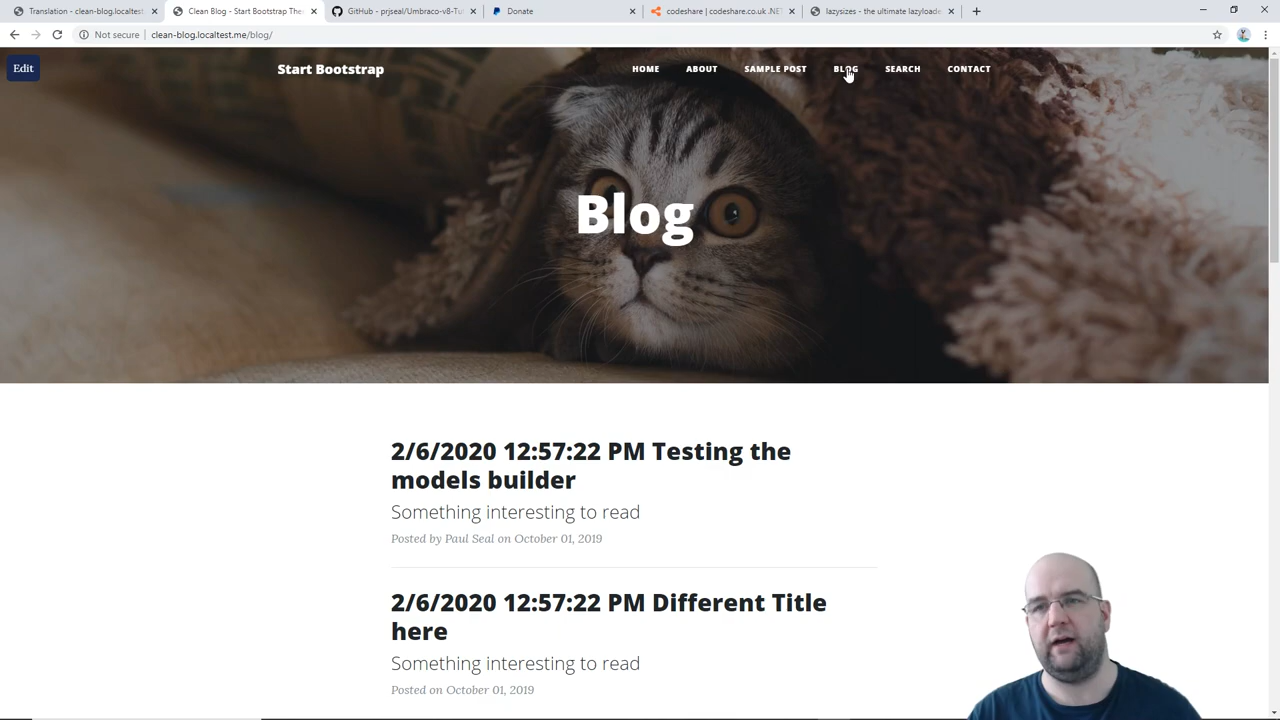 Translation - clean-blog.localtest
Clean Blog - Start Bootstrap The
GitHub - prjseal/Umbraco-v8-Tut
Donate
codeshare | codeshare.co.uk .NET
lazysizes - the ultimate lazyloade
Not secure | clean-blog.localtest.me/blog/
Edit
Start Bootstrap
HOME ABOUT SAMPLE POST BLOG SEARCH CONTACT
Blog
2/6/2020 12:57:22 PM Testing the
models builder
Something interesting to read
Posted by Paul Seal on October 01, 2019
2/6/2020 12:57:22 PM Different Title
here
Something interesting to read
Posted on October 01, 2019